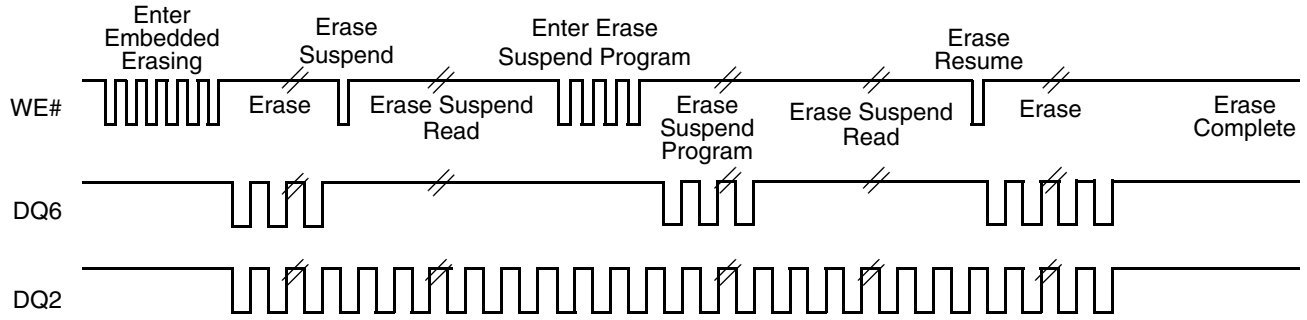 Enter
Embedded
Erasing
Erase
Suspend
Enter Erase
Suspend Program
Erase
Resume
WE#
Erase
Erase Suspend
Read
Erase
Suspend
Program
Erase Suspend
Read
Erase
Erase
Complete
DQ6
DQ2